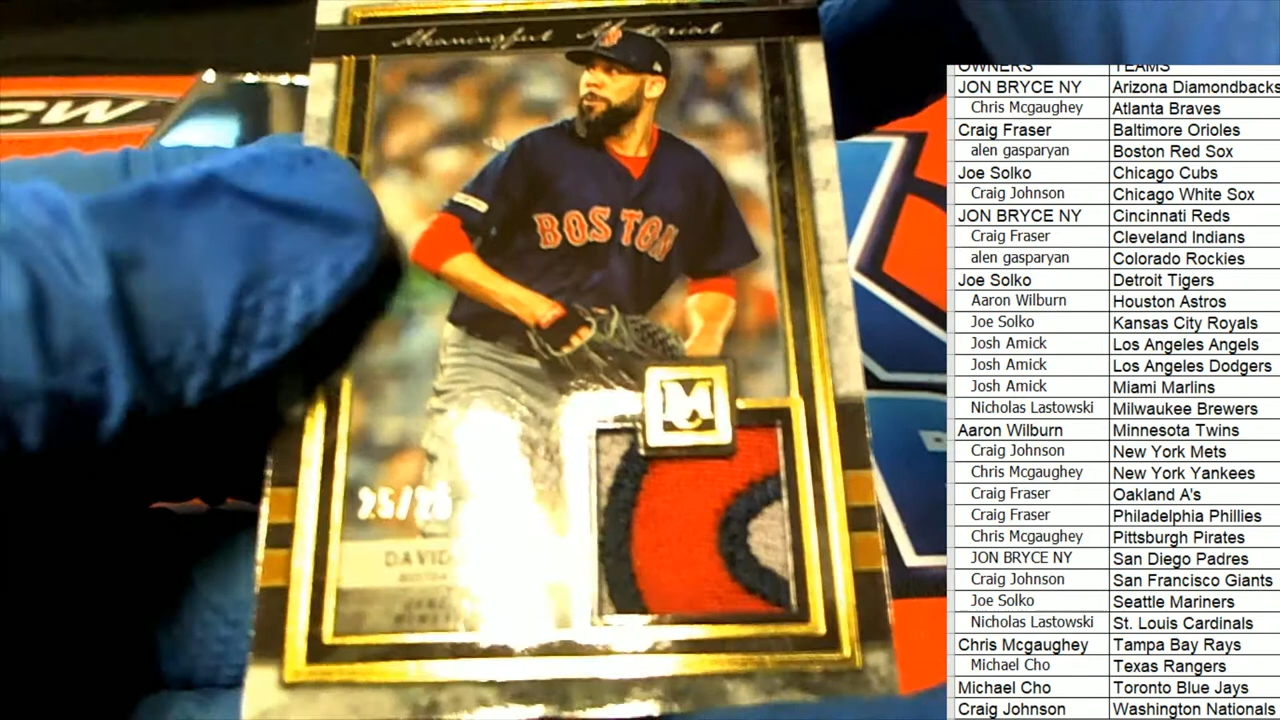 Meaningful Material
CW
BOSTON
M
25/25
DAVID
OWNERS TEAMS
JON BRYCE NY Arizona Diamondbacks
Chris Mcgaughey Atlanta Braves
Craig Fraser Baltimore Orioles
alen gasparyan Boston Red Sox
Joe Solko Chicago Cubs
Craig Johnson Chicago White Sox
JON BRYCE NY Cincinnati Reds
Craig Fraser Cleveland Indians
alen gasparyan Colorado Rockies
Joe Solko Detroit Tigers
Aaron Wilburn Houston Astros
Joe Solko Kansas City Royals
Josh Amick Los Angeles Angels
Josh Amick Los Angeles Dodgers
Josh Amick Miami Marlins
Nicholas Lastowski Milwaukee Brewers
Aaron Wilburn Minnesota Twins
Craig Johnson New York Mets
Chris Mcgaughey New York Yankees
Craig Fraser Oakland A's
Craig Fraser Philadelphia Phillies
Chris Mcgaughey Pittsburgh Pirates
JON BRYCE NY San Diego Padres
Craig Johnson San Francisco Giants
Joe Solko Seattle Mariners
Nicholas Lastowski St. Louis Cardinals
Chris Mcgaughey Tampa Bay Rays
Michael Cho Texas Rangers
Michael Cho Toronto Blue Jays
Craig Johnson Washington Nationals